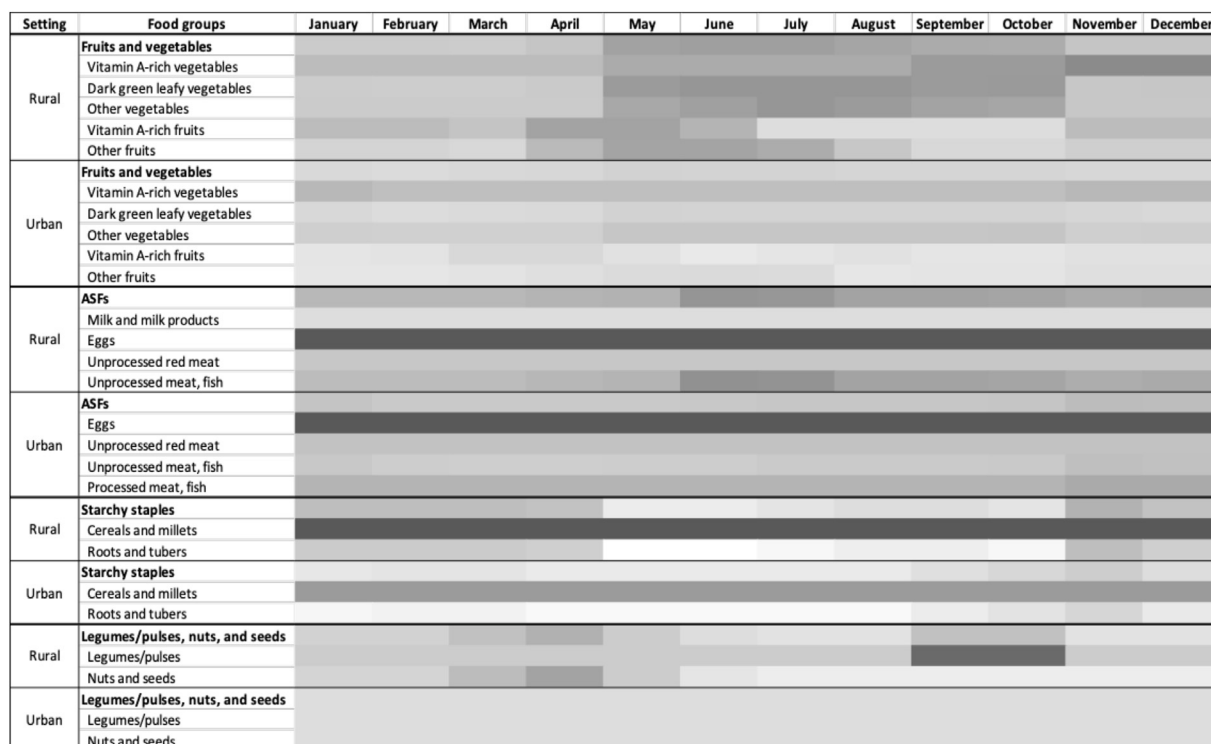 Setting Food groups January February March April May June July August September October November December
Rural
Fruits and vegetables
Vitamin A-rich vegetables
Dark green leafy vegetables
Other vegetables
Vitamin A-rich fruits
Other fruits
Urban
Fruits and vegetables
Vitamin A-rich vegetables
Dark green leafy vegetables
Other vegetables
Vitamin A-rich fruits
Other fruits
Rural
ASFs
Milk and milk products
Eggs
Unprocessed red meat
Unprocessed meat, fish
Urban
ASFs
Eggs
Unprocessed red meat
Unprocessed meat, fish
Processed meat, fish
Rural
Starchy staples
Cereals and millets
Roots and tubers
Urban
Starchy staples
Cereals and millets
Roots and tubers
Rural
Legumes/pulses, nuts, and seeds
Legumes/pulses
Nuts and seeds
Urban
Legumes/pulses, nuts, and seeds
Legumes/pulses
Nuts and seeds